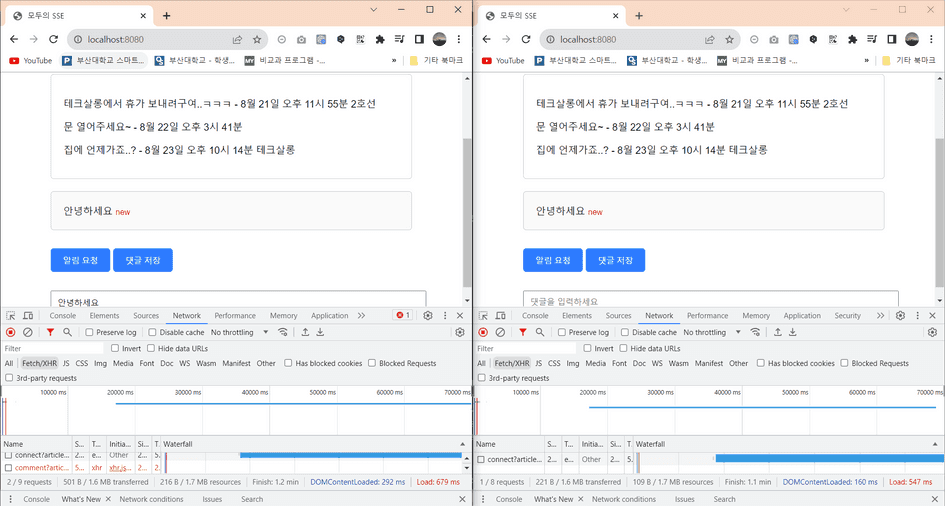 모두의 SSE
localhost:8080
YouTube 부산대학교 스마트... 부산대학교 - 학생... 비교과 프로그램 -... » 기타 북마크
테크살롱에서 휴가 보내려구여..ㅋㅋㅋ - 8월 21일 오후 11시 55분 2호선
문 열어주세요~ - 8월 22일 오후 3시 41분
집에 언제가죠..? - 8월 23일 오후 10시 14분 테크살롱
안녕하세요 new
알림 요청 댓글 저장
안녕하세요
Console Elements Sources Network Performance Memory Application » 1
Preserve log Disable cache No throttling
Filter Invert Hide data URLs
All Fetch/XHR JS CSS Img Media Font Doc WS Wasm Manifest Other Has blocked cookies Blocked Requests
3rd-party requests
10000 ms 20000 ms 30000 ms 40000 ms 50000 ms 60000 ms 70000 ms
Name S... T... Initia... Si... T. Waterfall
connect?article... 2... e... Other 2... 5.
comment?artic... 5... xhr xhr.js... 2... 2.
2 / 9 requests 501 B / 1.6 MB transferred 216 B / 1.7 MB resources Finish: 1.2 min DOMContentLoaded: 292 ms Load: 679 ms
Console What's New Network conditions Issues Search
모두의 SSE
localhost:8080
YouTube 부산대학교 스마트... 부산대학교 - 학생... 비교과 프로그램 -... » 기타 북마크
테크살롱에서 휴가 보내려구여..ㅋㅋㅋ - 8월 21일 오후 11시 55분 2호선
문 열어주세요~ - 8월 22일 오후 3시 41분
집에 언제가죠..? - 8월 23일 오후 10시 14분 테크살롱
안녕하세요 new
알림 요청 댓글 저장
댓글을 입력하세요
Console Elements Sources Network Performance Memory Application Security »
Preserve log Disable cache No throttling
Filter Invert Hide data URLs
All Fetch/XHR JS CSS Img Media Font Doc WS Wasm Manifest Other Has blocked cookies Blocked Requests
3rd-party requests
10000 ms 20000 ms 30000 ms 40000 ms 50000 ms 60000 ms 70000 ms
Name S... T... Initia... Si... T. Waterfall
connect?article... 2... e... Other 2... 5.
1 / 8 requests 221 B / 1.6 MB transferred 109 B / 1.7 MB resources Finish: 1.1 min DOMContentLoaded: 160 ms Load: 547 ms
Console What's New Network conditions Issues Search